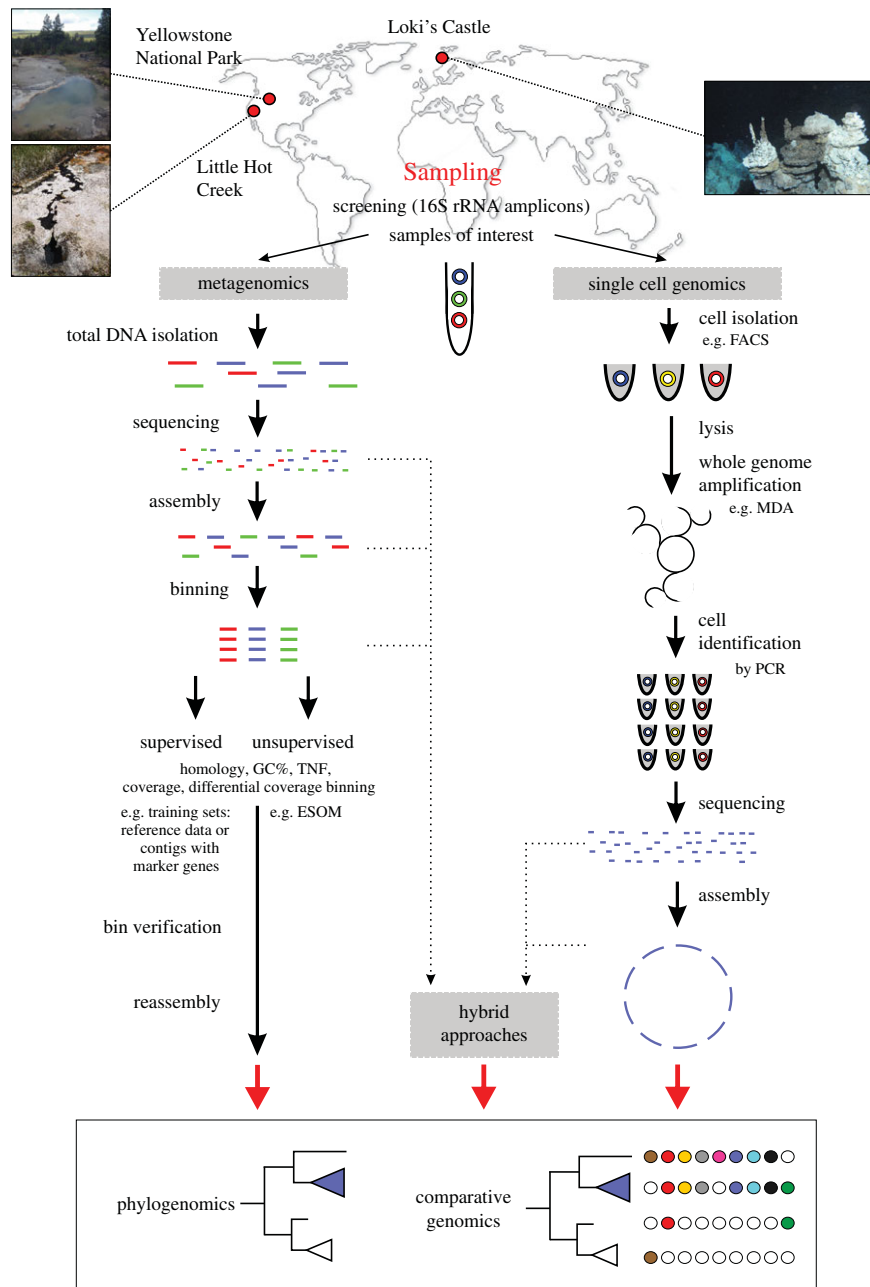 Loki's Castle
Yellowstone
National Park
Little Hot
Creek
Sampling
screening (16S rRNA amplicons)
samples of interest
metagenomics
total DNA isolation
sequencing
assembly
binning
supervised
unsupervised
homology, GC%, TNF,
coverage, differential coverage binning
e.g. training sets:
reference data or
contigs with
marker genes
e.g. ESOM
bin verification
reassembly
single cell genomics
cell isolation
e.g. FACS
lysis
whole genome
amplification
e.g. MDA
cell
identification
by PCR
sequencing
assembly
hybrid
approaches
phylogenomics
comparative
genomics